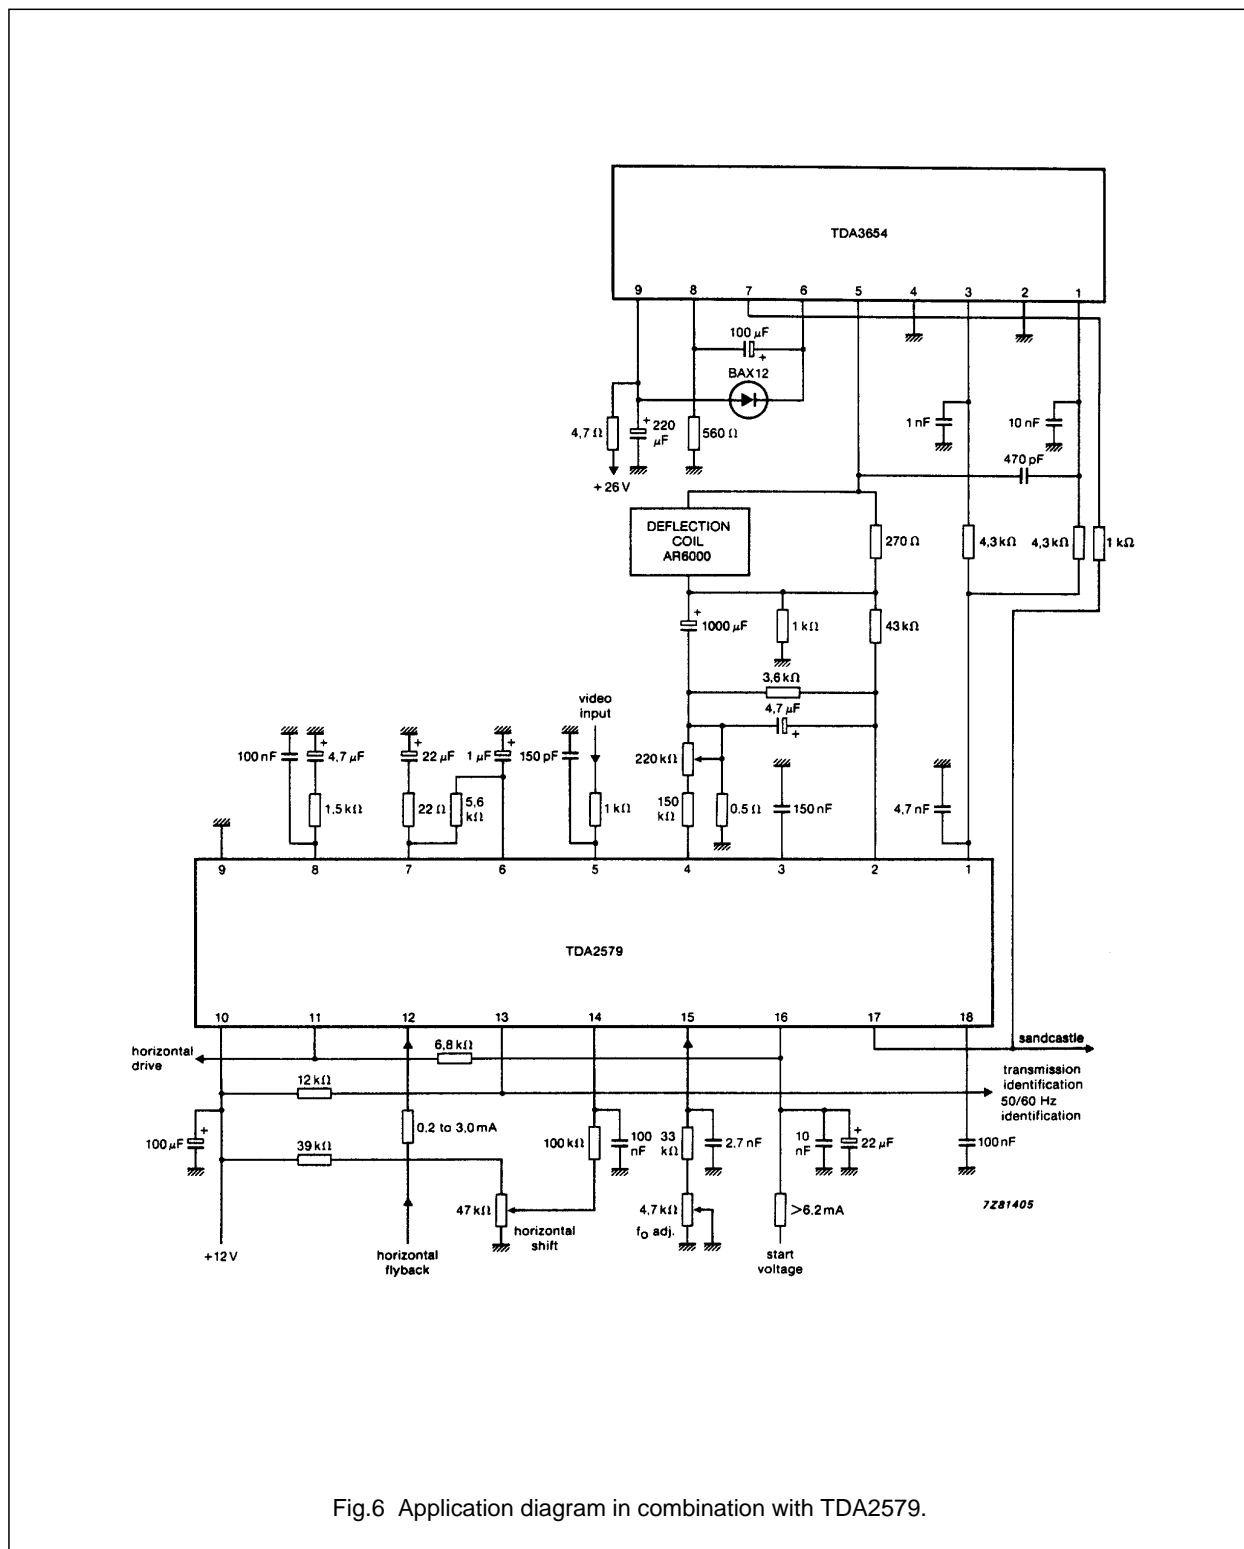 TDA3654
9 8 7 6 5 4 3 2 1
100 µF
+
BAX12
4,7 Ω
+
220
µF
560 Ω
1 nF
10 nF
470 pF
+ 26 V
DEFLECTION
COIL
AR6000
270 Ω
4,3 kΩ
4,3 kΩ
1 kΩ
+
1000 µF
1 kΩ
43 kΩ
3,6 kΩ
video
input
4,7 µF
+
100 nF
+
4,7 µF
+
22 µF
1 µF
+
150 pF
220 kΩ
1,5 kΩ
22 Ω
5,6
kΩ
1 kΩ
150
kΩ
0.5 Ω
150 nF
4,7 nF
9 8 7 6 5 4 3 2 1
TDA2579
10 11 12 13 14 15 16 17 18
horizontal
drive
6,8 kΩ
sandcastle
12 kΩ
transmission
identification
50/60 Hz
identification
100 µF
+
0.2 to 3,0 mA
39 kΩ
100 kΩ
100
nF
33
kΩ
2.7 nF
10
nF
+
22 µF
100 nF
47 kΩ
horizontal
shift
4,7 kΩ
fO adj.
>6.2 mA
7Z81405
+12 V
horizontal
flyback
start
voltage
Fig.6 Application diagram in combination with TDA2579.